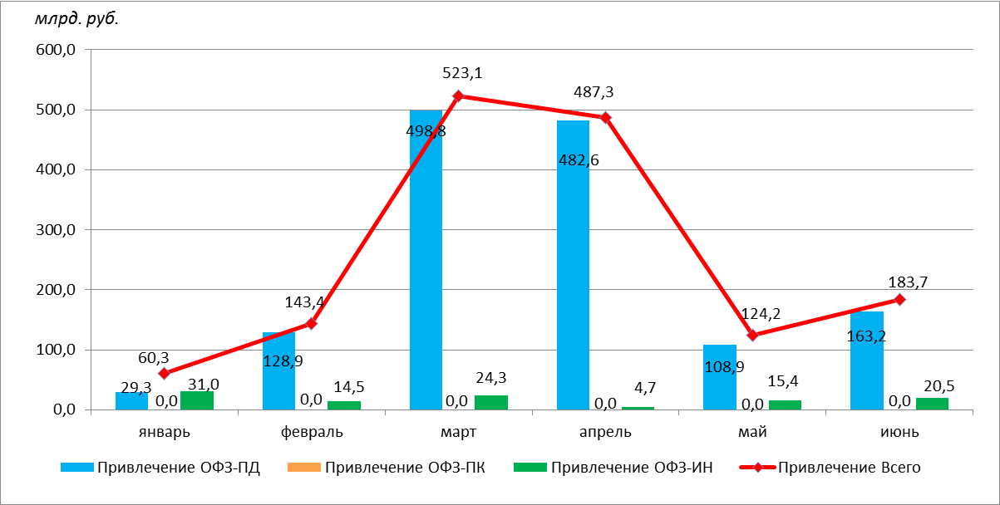 млрд. руб.
600,0
500,0
400,0
300,0
200,0
100,0
0,0
60,3
143,4
523,1
487,3
124,2
183,7
29,3 0,0 31,0
128,9 0,0 14,5
498,8 0,0 24,3
482,6 0,0 4,7
108,9 0,0 15,4
163,2 0,0 20,5
январь февраль март апрель май июнь
Привлечение ОФЗ-ПД Привлечение ОФЗ-ПК Привлечение ОФЗ-ИН Привлечение Всего